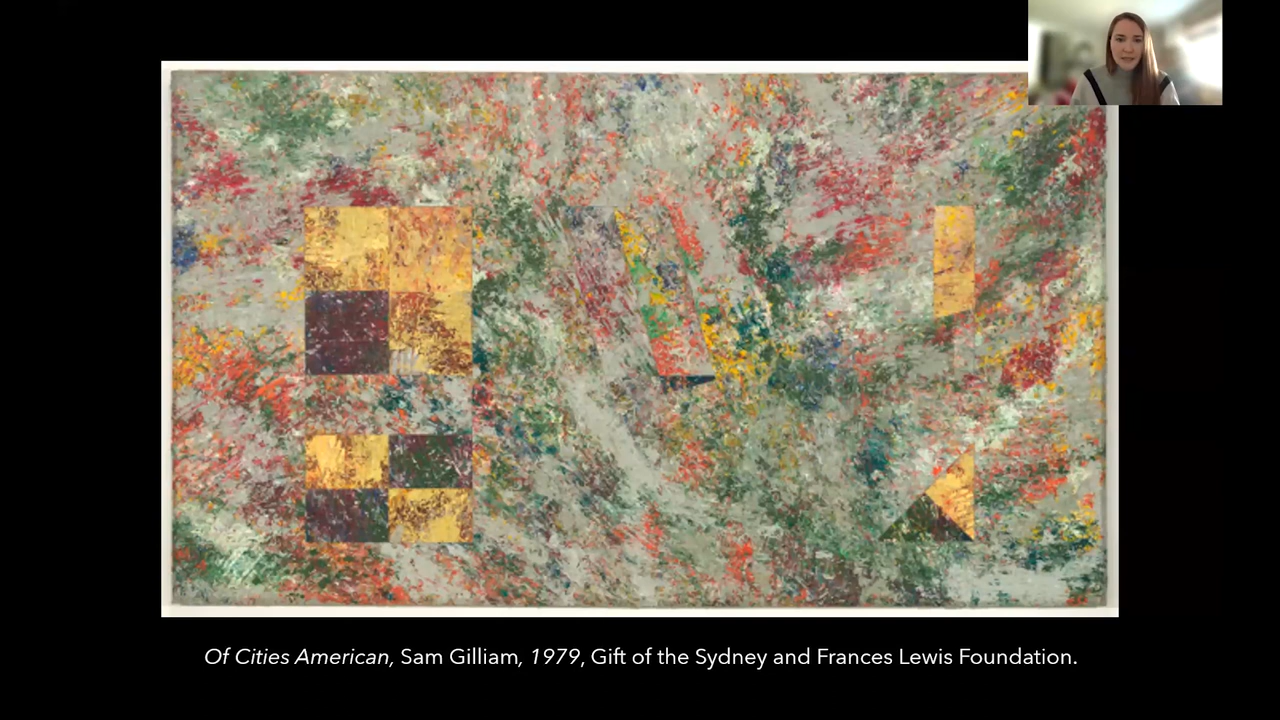 Of Cities American, Sam Gilliam, 1979, Gift of the Sydney and Frances Lewis Foundation.